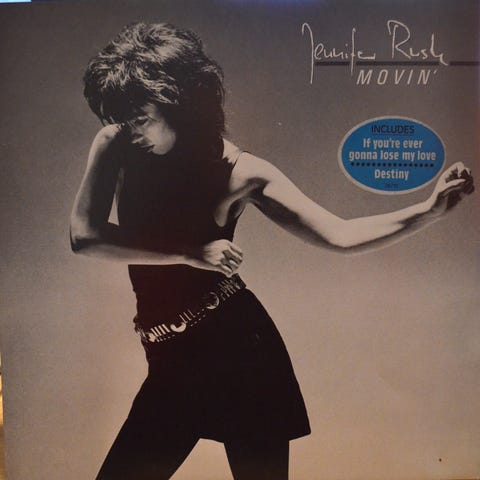 Jennifer Rush
MOVIN'
INCLUDES
If you're ever
gonna lose my love
Destiny